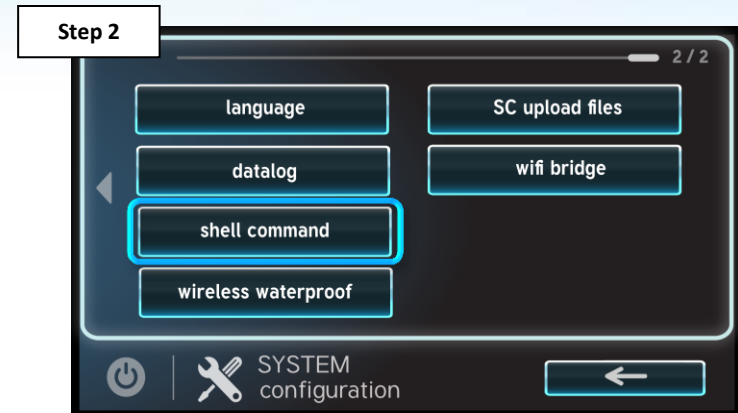 Step 2
2 / 2
language
SC upload files
datalog
wifi bridge
shell command
wireless waterproof
SYSTEM
configuration